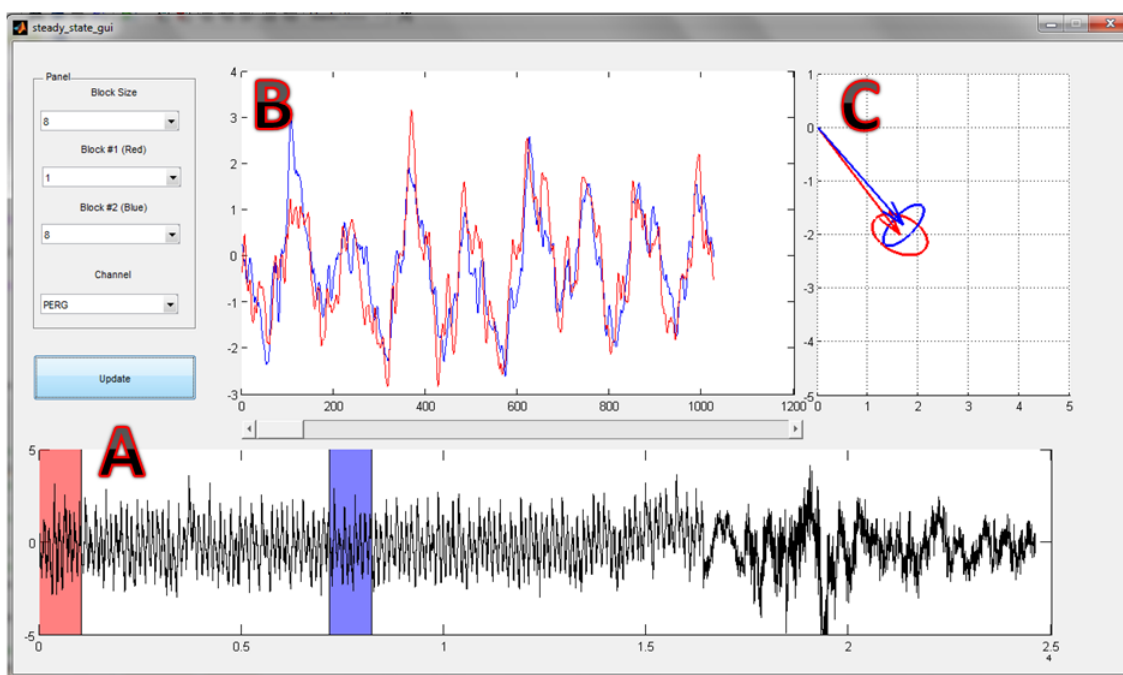 steady_state_gui
Panel
Block Size
8
Block #1 (Red)
1
Block #2 (Blue)
8
Channel
PERG
Update
B
4
3
2
1
0
-1
-2
-3
0 200 400 600 800 1000 1200
C
1
0
-1
-2
-3
-4
-5
0 1 2 3 4 5
A
5
0
-5
0 0.5 1 1.5 2 2.5
4